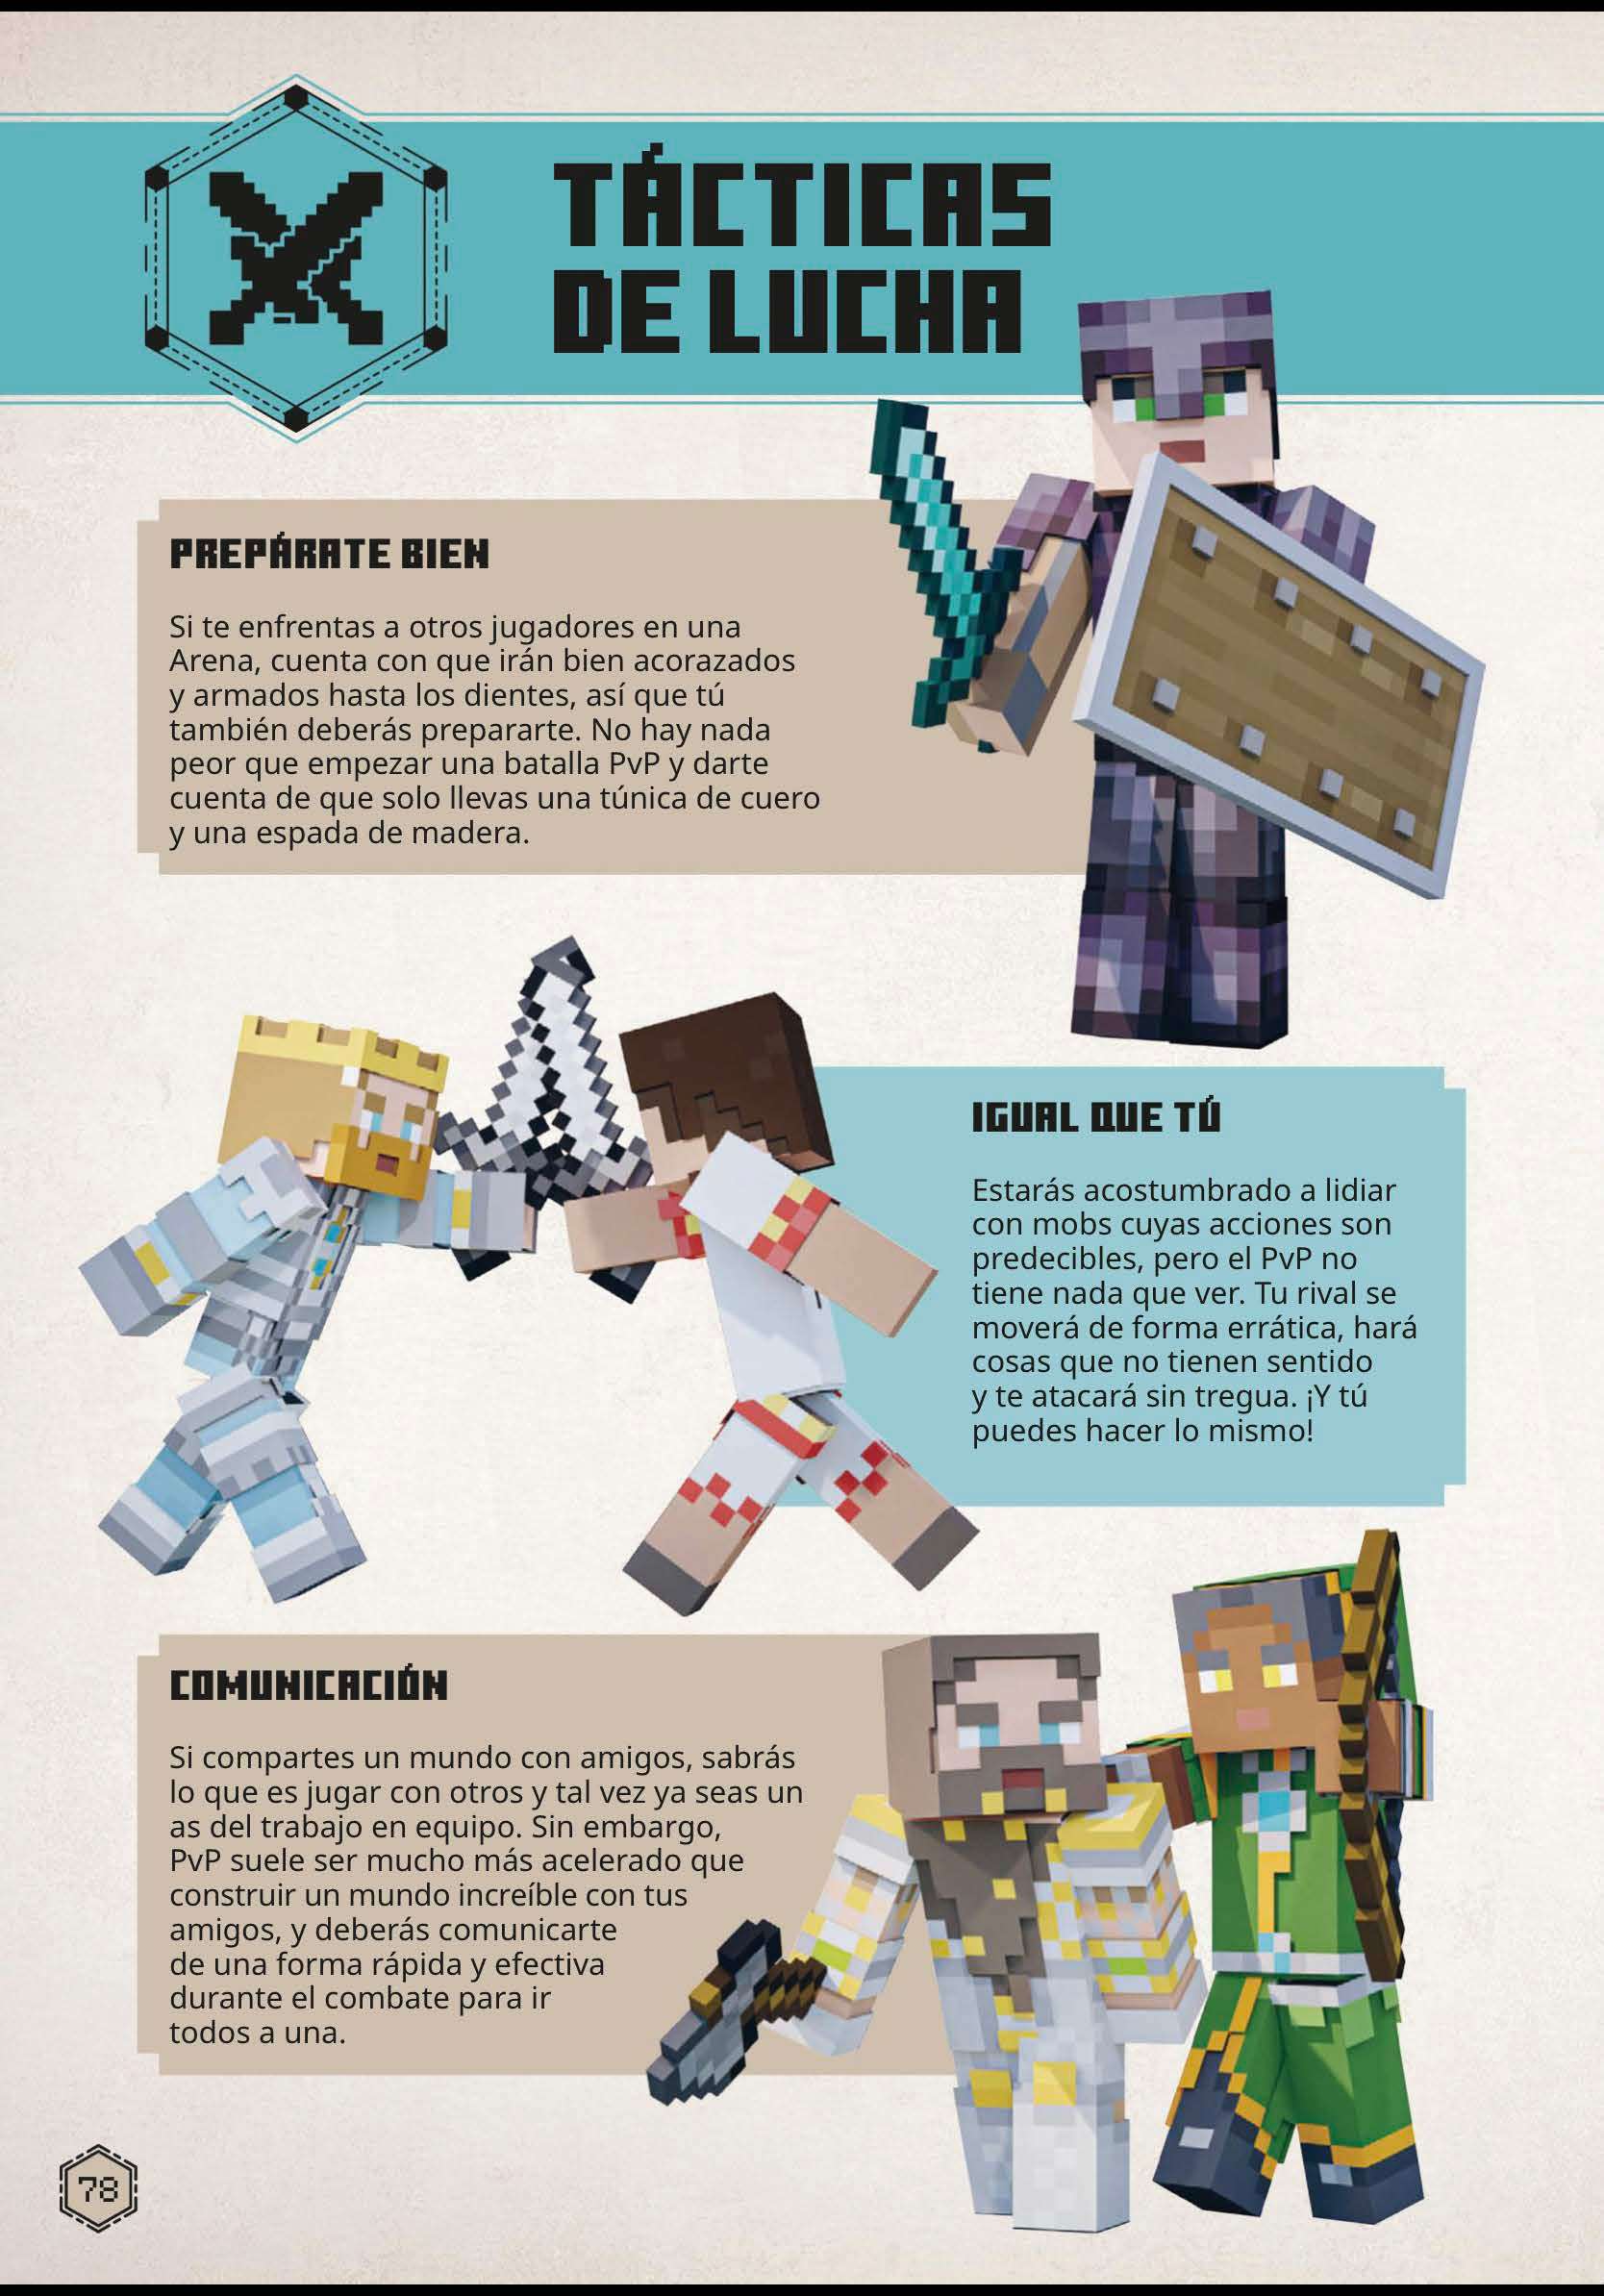 TÁCTICAS
DE LUCHA
PREPÁRATE BIEN
Si te enfrentas a otros jugadores en una
Arena, cuenta con que irán bien acorazados
y armados hasta los dientes, así que tú
también deberás prepararte. No hay nada
peor que empezar una batalla PvP y darte
cuenta de que solo llevas una túnica de cuero
y una espada de madera.
IGUAL QUE TÚ
Estarás acostumbrado a lidiar
con mobs cuyas acciones son
predecibles, pero el PvP no
tiene nada que ver. Tu rival se
moverá de forma errática, hará
cosas que no tienen sentido
y te atacará sin tregua. ¡Y tú
puedes hacer lo mismo!
COMUNICACIÓN
Si compartes un mundo con amigos, sabrás
lo que es jugar con otros y tal vez ya seas un
as del trabajo en equipo. Sin embargo,
PvP suele ser mucho más acelerado que
construir un mundo increíble con tus
amigos, y deberás comunicarte
de una forma rápida y efectiva
durante el combate para ir
todos a una.
78